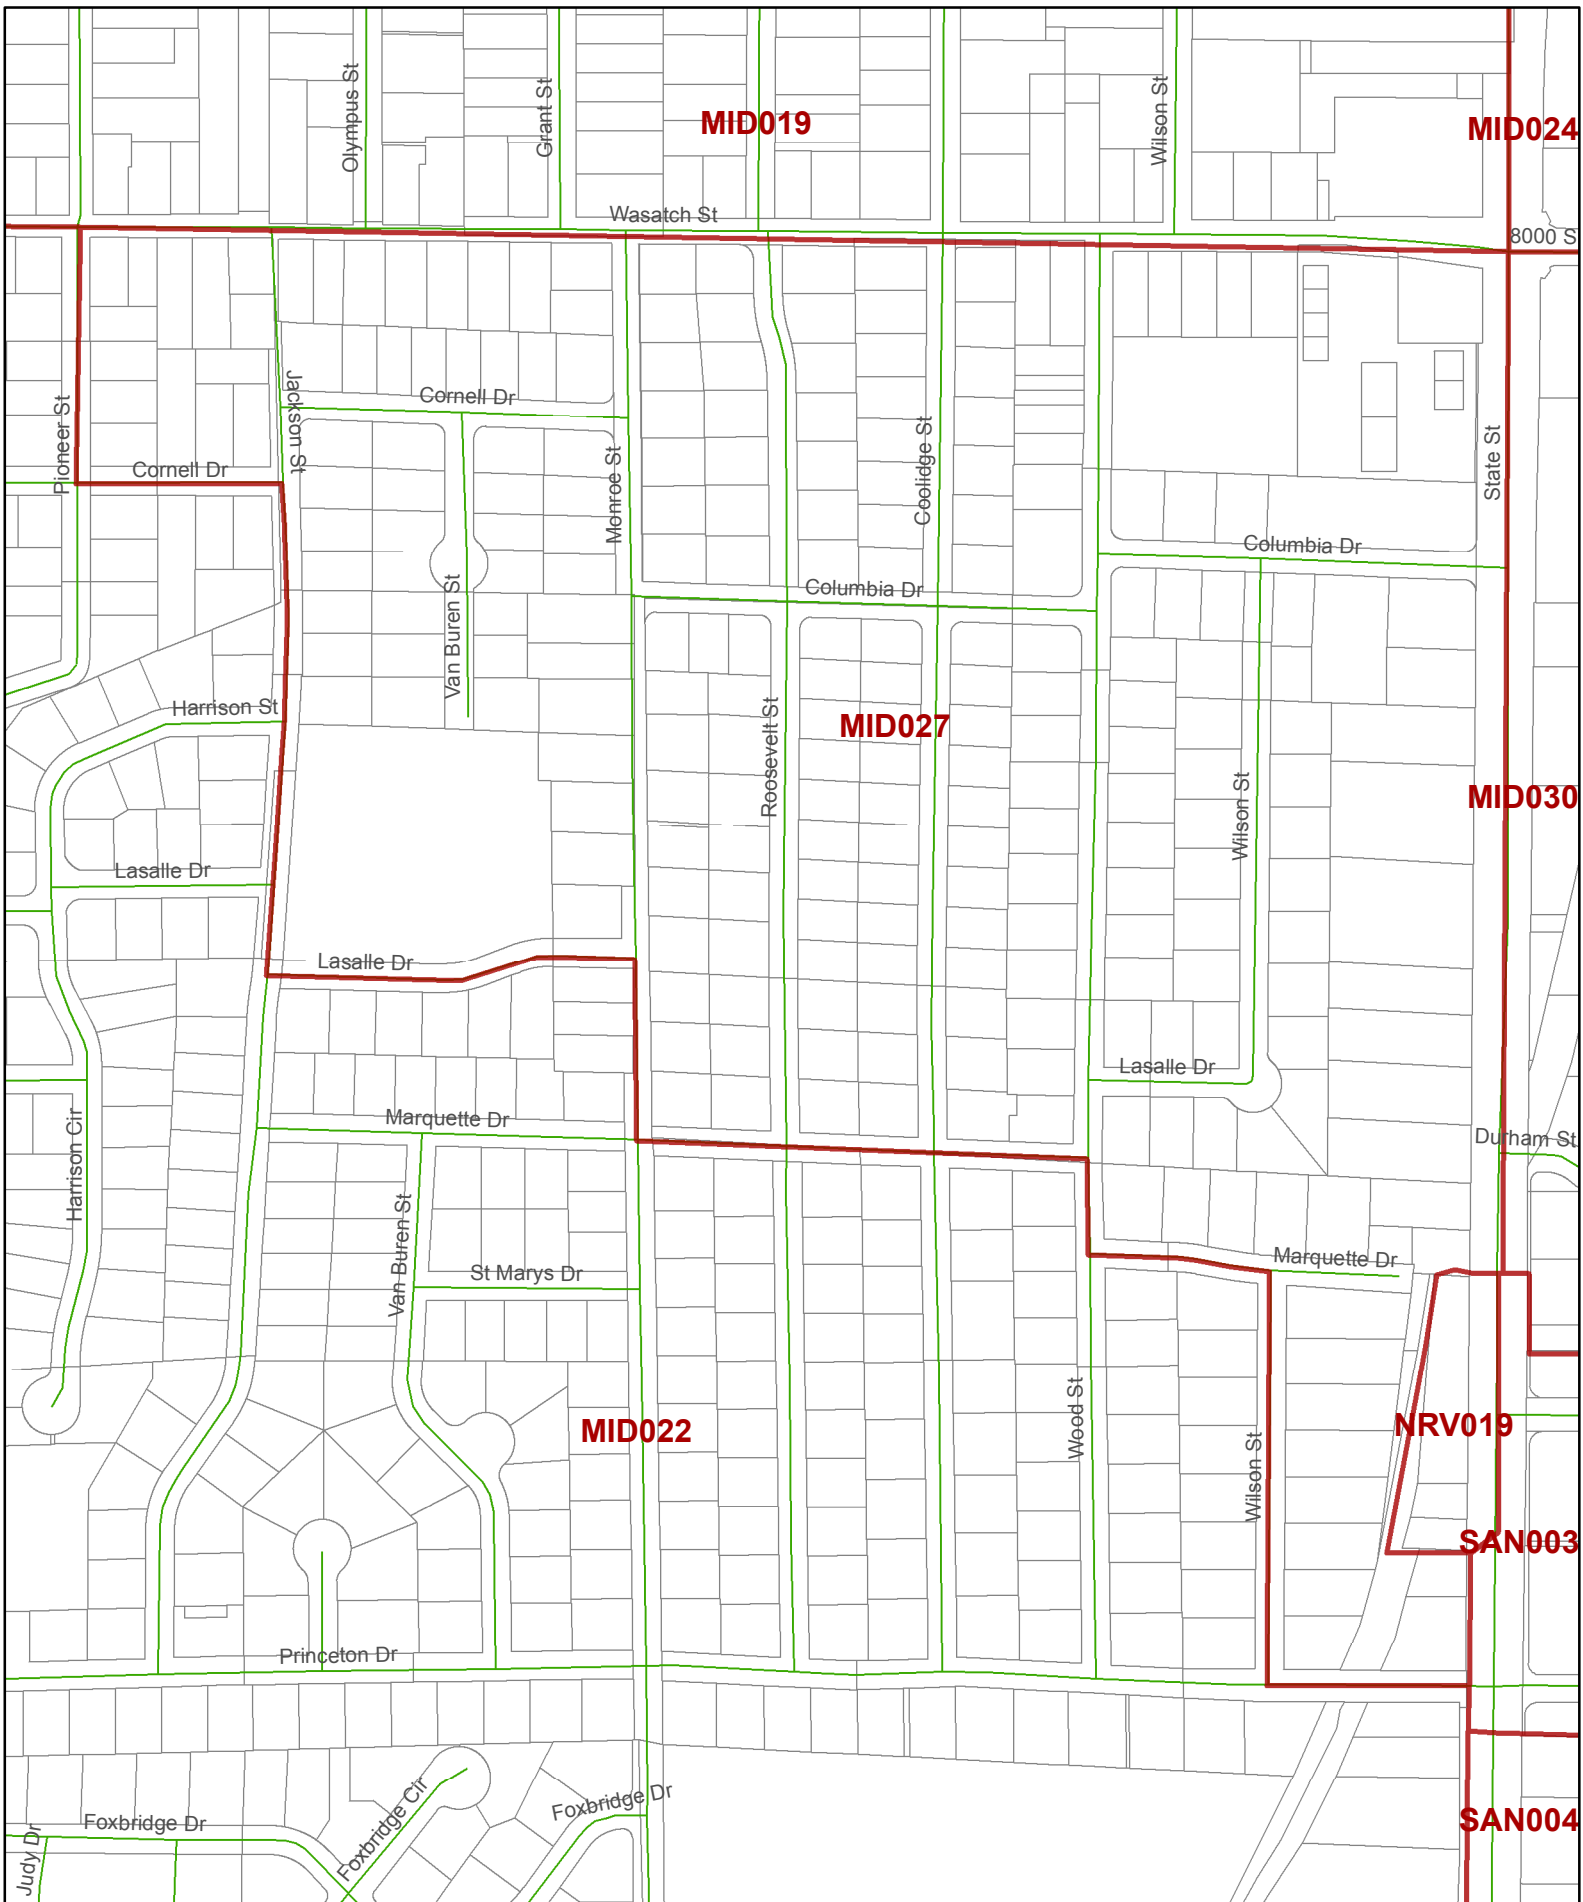 Olympus St
Grant St
MID019
Wilson St
MID024
Wasatch St
8000 S
Pioneer St
Jackson St
Cornell Dr
Cornell Dr
Monroe St
Coolidge St
State St
Columbia Dr
Columbia Dr
Van Buren St
Harrison St
Roosevelt St
MID027
Wilson St
MID030
Lasalle Dr
Lasalle Dr
Lasalle Dr
Marquette Dr
Durham St
Harrison Cir
Van Buren St
St Marys Dr
Marquette Dr
MID022
Wood St
Wilson St
NRV019
SAN003
Princeton Dr
Foxbridge Dr
Foxbridge Cir
Foxbridge Dr
SAN004
Judy Dr